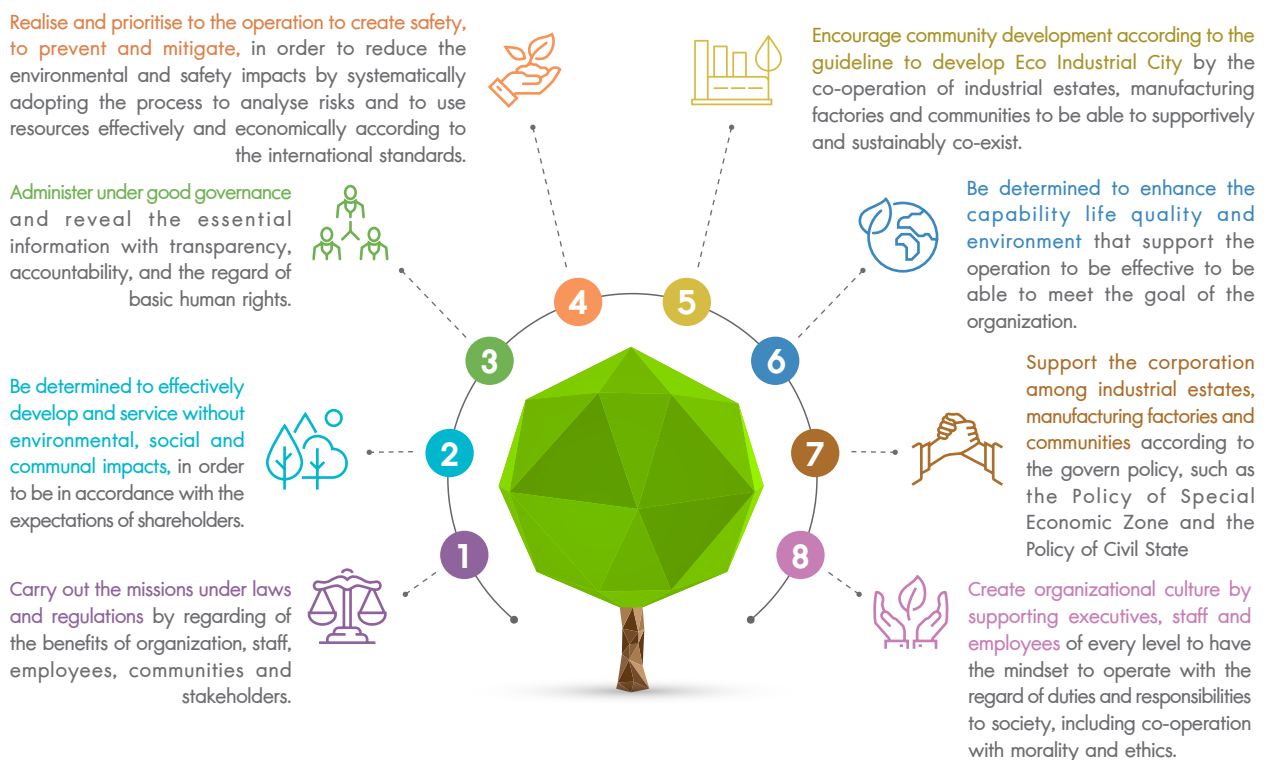 Carry out the missions under laws
and regulations by regarding of
the benefits of organization, staff,
employees, communities and
stakeholders.
1
Be determined to effectively
develop and service without
environmental, social and
communal impacts, in order
to be in accordance with the
expectations of shareholders.
2
Administer under good governance
and reveal the essential
information with transparency,
accountability, and the regard of
basic human rights.
3
Realise and prioritise to the operation to create safety,
to prevent and mitigate, in order to reduce the
environmental and safety impacts by systematically
adopting the process to analyse risks and to use
resources effectively and economically according to
the international standards.
4
Encourage community development according to the
guideline to develop Eco Industrial City by the
co-operation of industrial estates, manufacturing
factories and communities to be able to supportively
and sustainably co-exist.
5
Be determined to enhance the
capability life quality and
environment that support the
operation to be effective to be
able to meet the goal of the
organization.
6
Support the corporation
among industrial estates,
manufacturing factories and
communities according to
the govern policy, such as
the Policy of Special
Economic Zone and the
Policy of Civil State
7
Create organizational culture by
supporting executives, staff and
employees of every level to have
the mindset to operate with the
regard of duties and responsibilities
to society, including co-operation
with morality and ethics.
8